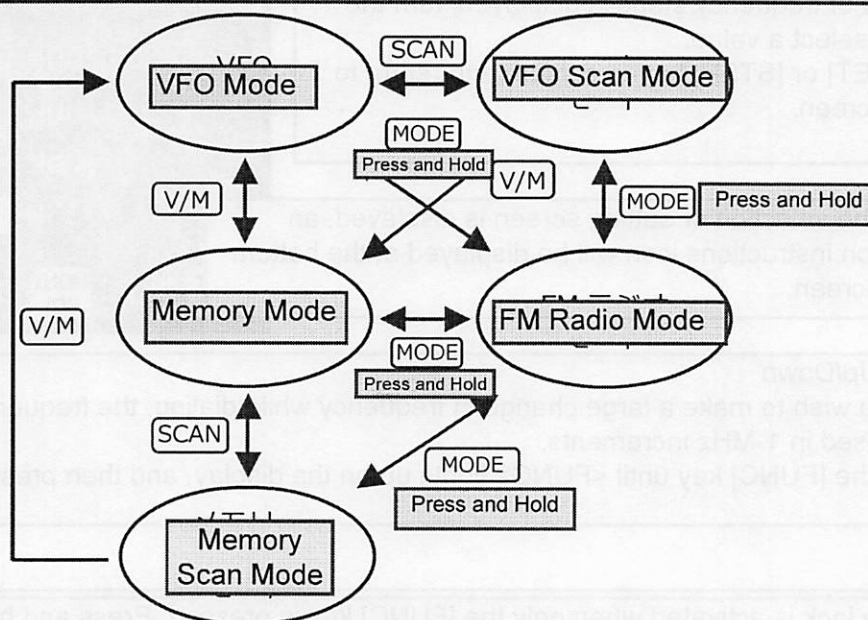 VFO Mode
SCAN
VFO Scan Mode
MODE
Press and Hold
V/M
V/M
MODE
Press and Hold
Memory Mode
FM Radio Mode
V/M
MODE
Press and Hold
SCAN
MODE
Press and Hold
Memory
Scan Mode